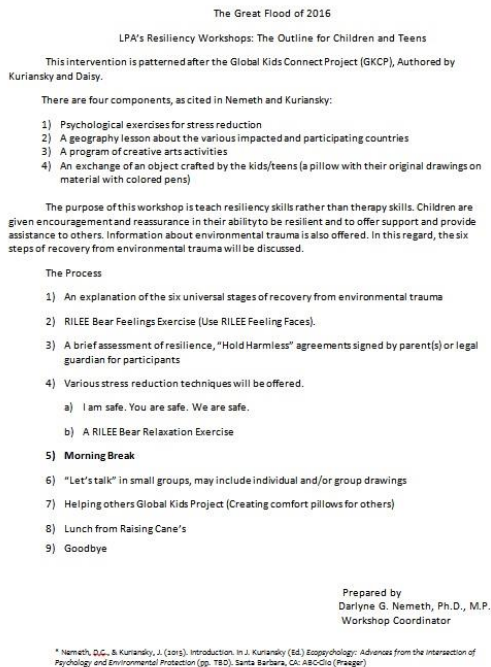 The Great Flood of 2016
LPA's Resiliency Workshops: The Outline for Children and Teens
This intervention is patterned after the Global Kids Connect Project (GKCP), Authored by
Kuriansky and Daisy.
There are four components, as cited in Nemeth and Kuriansky:
1) Psychological exercises for stress reduction
2) A geography lesson about the various impacted and participating countries
3) A program of creative arts activities
4) An exchange of an object crafted by the kids/teens (a pillow with their original drawings on
material with colored pens)
The purpose of this workshop is teach resiliency skills rather than therapy skills. Children are
given encouragement and reassurance in their ability to be resilient and to offer support and provide
assistance to others. Information about environmental trauma is also offered. In this regard, the six
steps of recovery from environmental trauma will be discussed.
The Process
1) An explanation of the six universal stages of recovery from environmental trauma
2) RILEE Bear Feelings Exercise (Use RILEE Feeling Faces).
3) A brief assessment of resilience, "Hold Harmless" agreements signed by parent(s) or legal
guardian for participants
4) Various stress reduction techniques will be offered.
a) I am safe. You are safe. We are safe.
b) A RILEE Bear Relaxation Exercise
5) Morning Break
6) "Let's talk" in small groups, may include individual and/or group drawings
7) Helping others Global Kids Project (Creating comfort pillows for others)
8) Lunch from Raising Cane's
9) Goodbye
Prepared by
Darlyne G. Nemeth, Ph.D., M.P.
Workshop Coordinator
* Nemeth, D.G., & Kuriansky, J. (2015). Introduction. In J. Kuriansky (Ed.) Ecopsychology: Advances from the Intersection of
Psychology and Environmental Protection (pp. TBD). Santa Barbara, CA: ABC-Clio (Praeger)